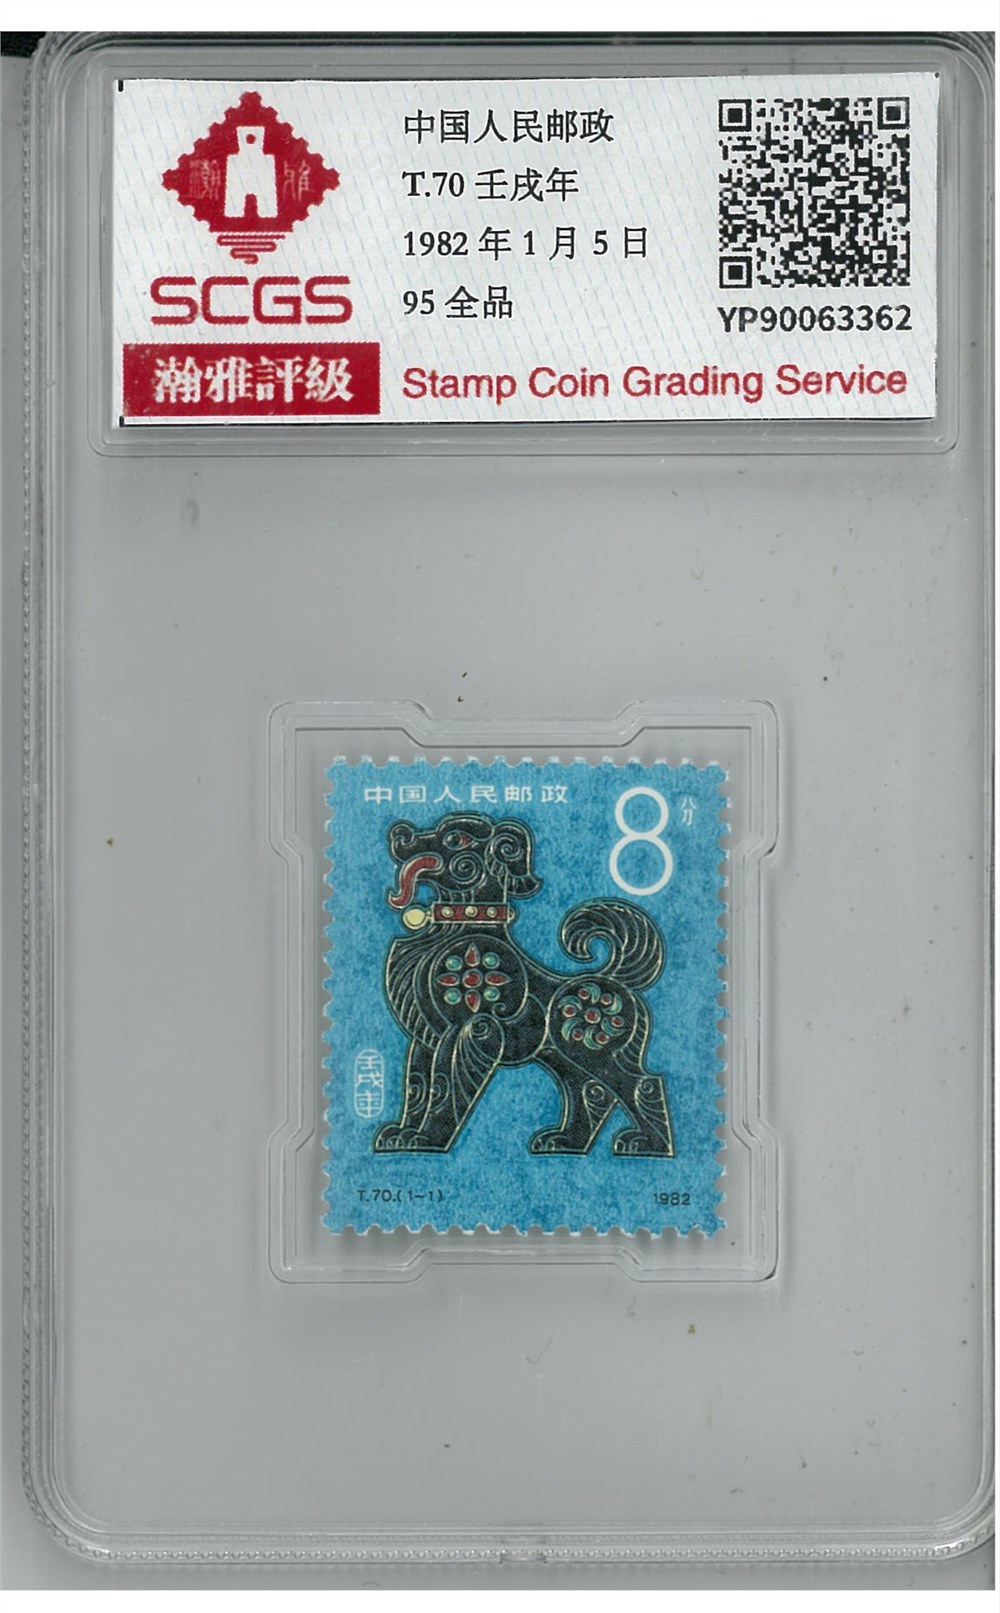 中国人民邮政
T.70 壬戌年
1982 年 1 月 5 日
95 全品
瀚雅
SCGS
YP90063362
瀚雅評級
Stamp Coin Grading Service
中国人民邮政
8
八分
壬戌年
T.70.(1-1)
1982